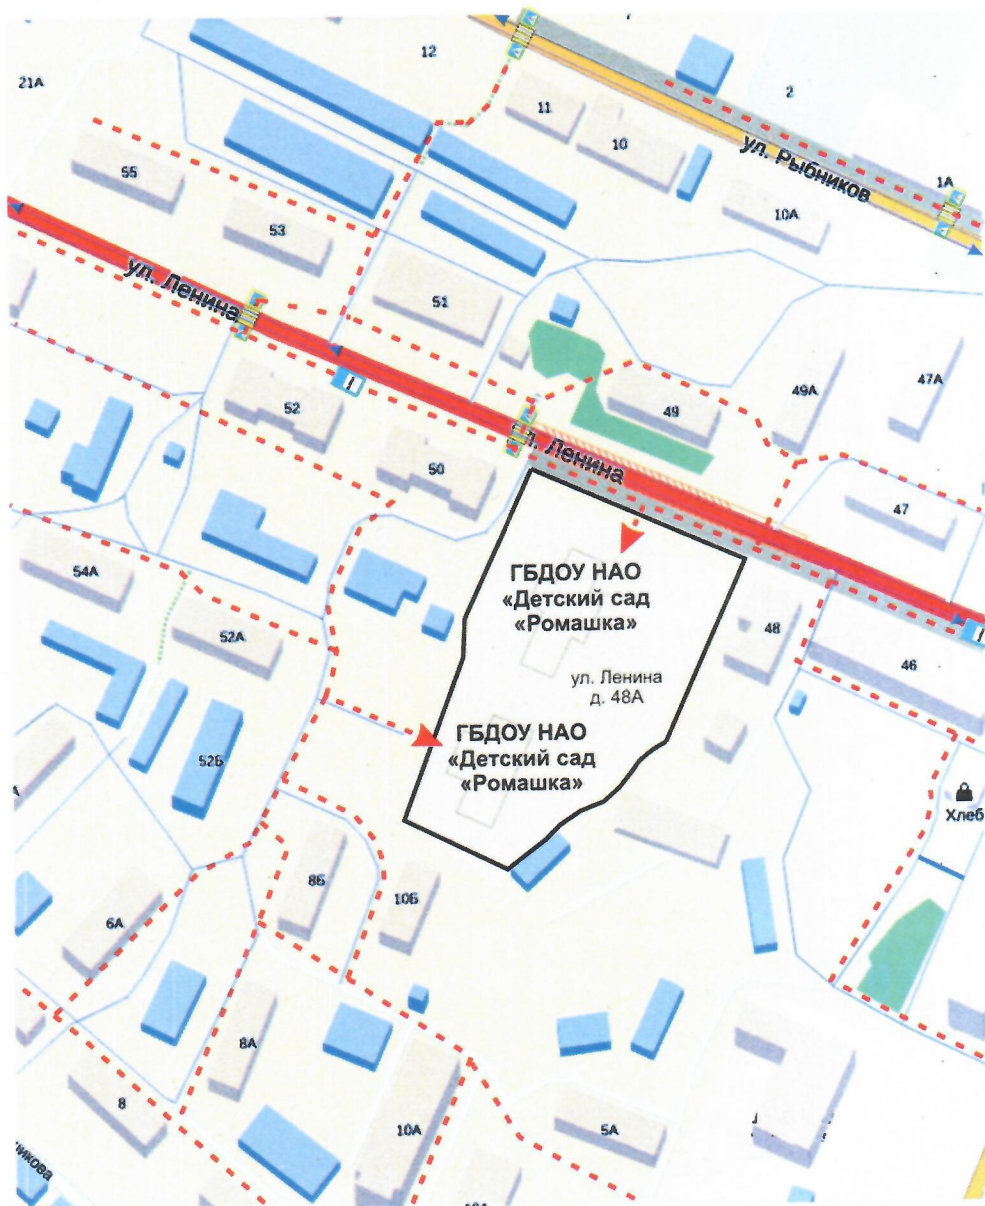 12
2
21А
11
10
ул. Рыбников
1А
55
10А
53
ул. Ленина
51
47А
49А
52
49
50
ул. Ленина
47
ГБДОУ НАО
«Детский сад
«Ромашка»
54А
52А
48
46
ул. Ленина
д. 48А
ГБДОУ НАО
«Детский сад
«Ромашка»
52Б
Хлеб
8Б
10Б
6А
8А
8
10А
5А